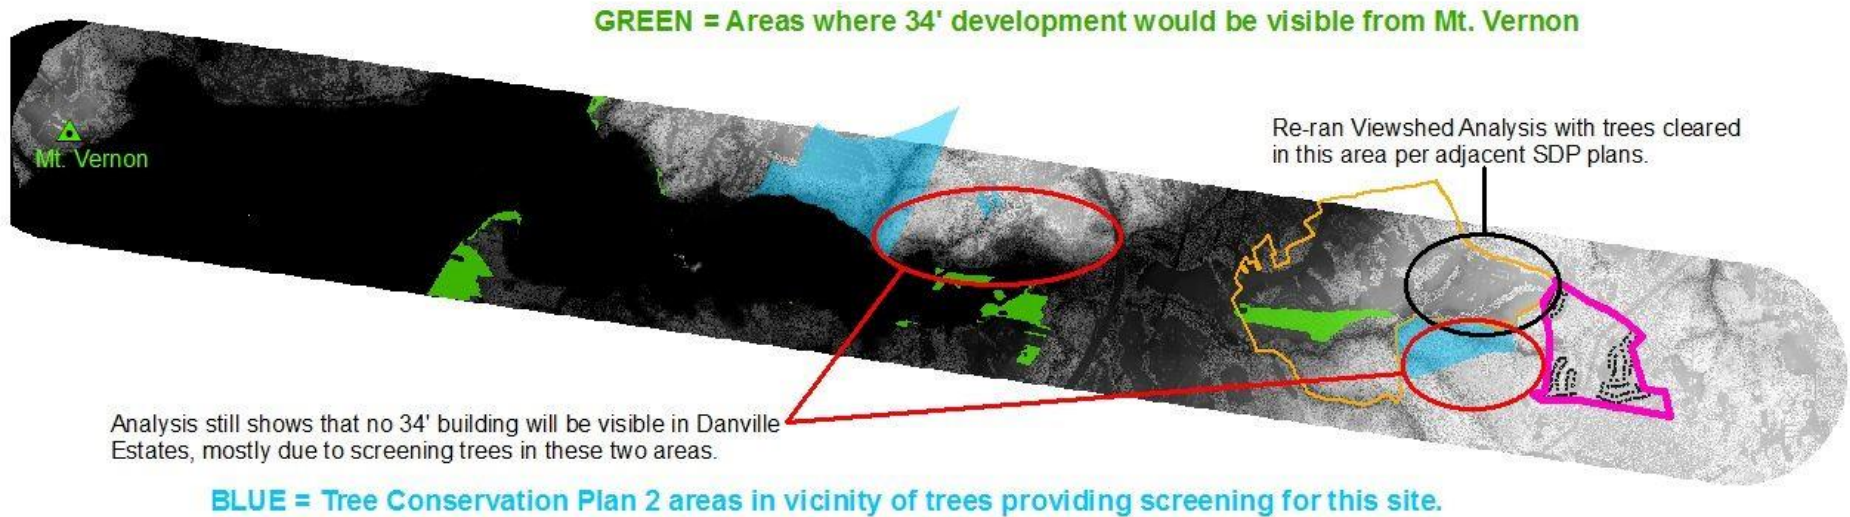 GREEN = Areas where 34' development would be visible from Mt. Vernon
Re-ran Viewshed Analysis with trees cleared
in this area per adjacent SDP plans.
Mt. Vernon
Analysis still shows that no 34' building will be visible in Danville
Estates, mostly due to screening trees in these two areas.
BLUE = Tree Conservation Plan 2 areas in vicinity of trees providing screening for this site.